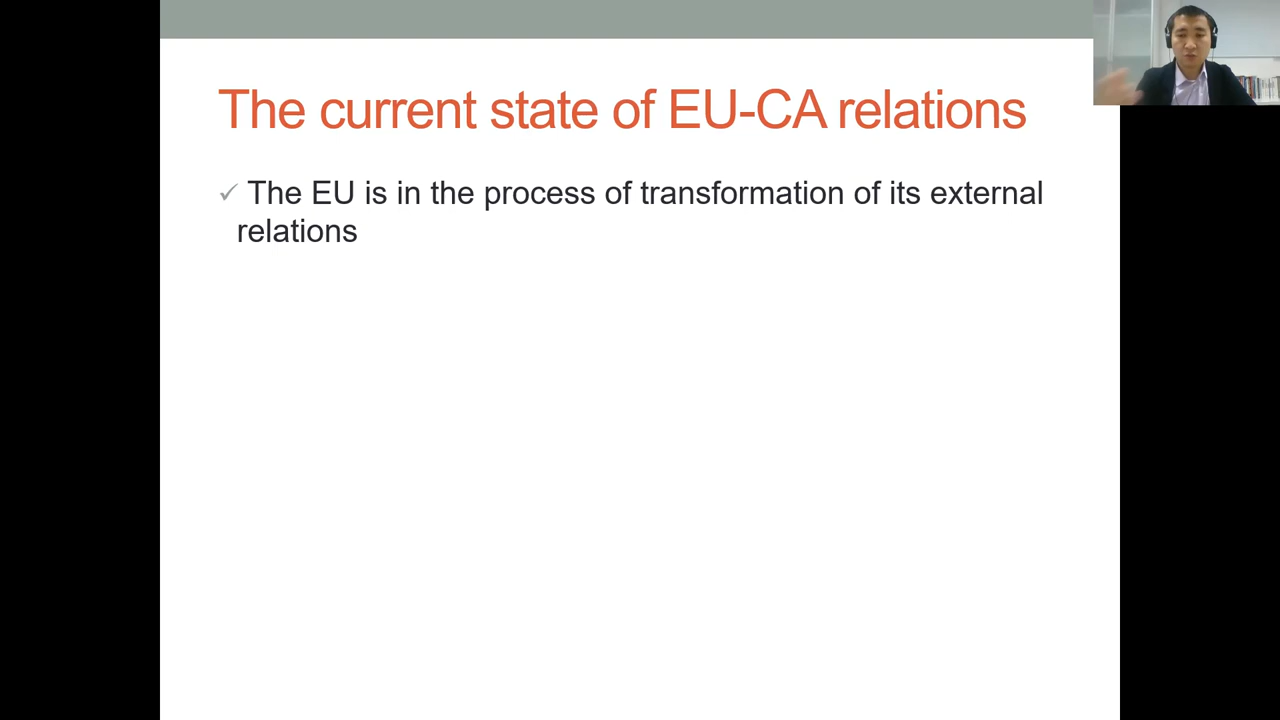 The current state of EU-CA relations
✓ The EU is in the process of transformation of its external
relations